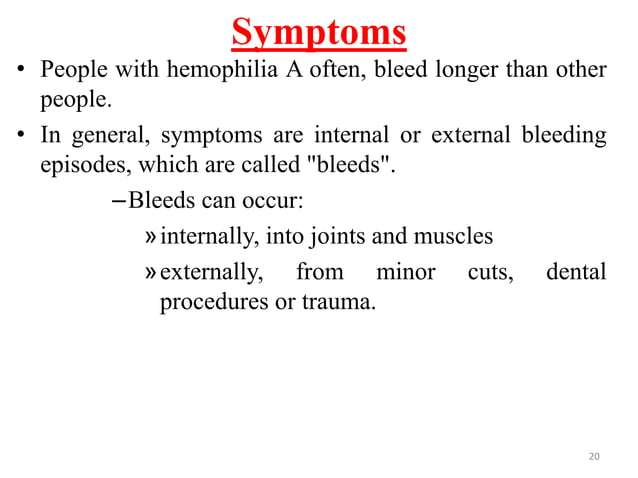 Symptoms
• People with hemophilia A often, bleed longer than other
people.
• In general, symptoms are internal or external bleeding
episodes, which are called "bleeds".
–Bleeds can occur:
»internally, into joints and muscles
»externally, from minor cuts, dental
procedures or trauma.
20